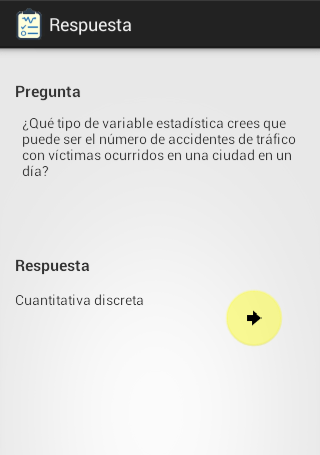 Respuesta
Pregunta
¿Qué tipo de variable estadística crees que
puede ser el número de accidentes de tráfico
con víctimas ocurridos en una ciudad en un
día?
Respuesta
Cuantitativa discreta